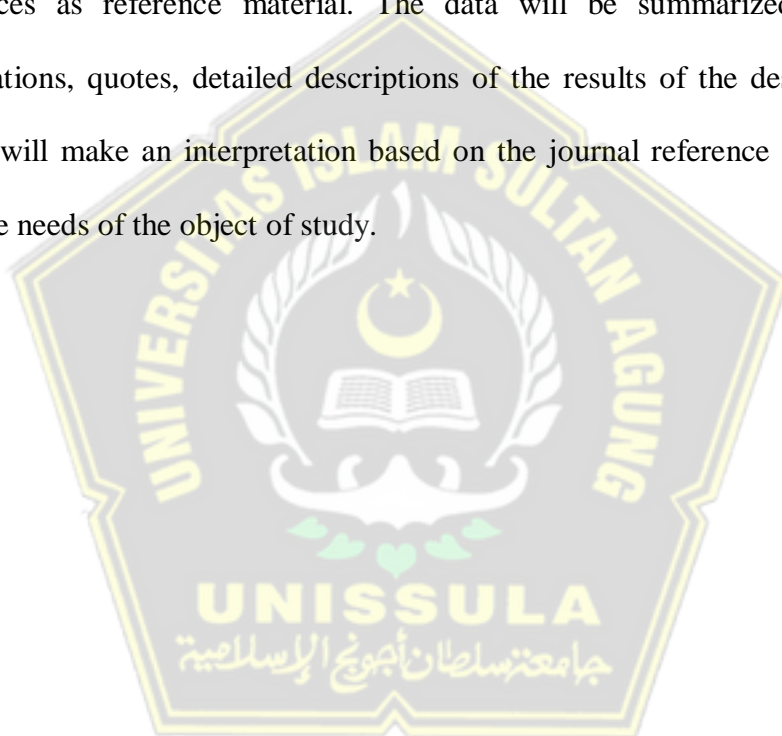 ces as reference material. The data will be summarized
ations, quotes, detailed descriptions of the results of the des
will make an interpretation based on the journal reference
e needs of the object of study.
UNIVERSITAS ISLAM SULTAN AGUNG
UNISSULA
جامعة سلطان أجونج الإسلامية